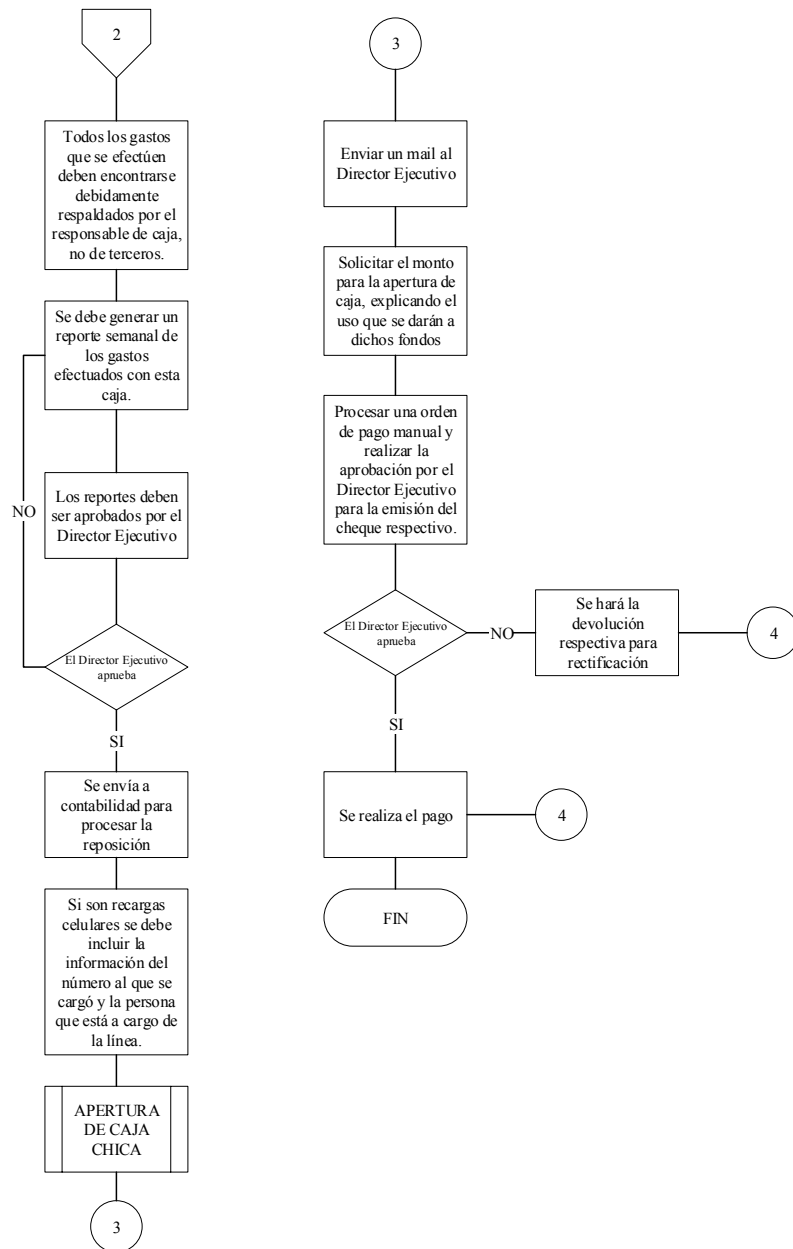 2
Todos los gastos
que se efectúen
deben encontrarse
debidamente
respaldados por el
responsable de caja,
no de terceros.
Se debe generar un
reporte semanal de
los gastos
efectuados con esta
caja.
NO
Los reportes deben
ser aprobados por el
Director Ejecutivo
El Director Ejecutivo
aprueba
SI
Se envía a
contabilidad para
procesar la
reposición
Si son recargas
celulares se debe
incluir la
información del
número al que se
cargó y la persona
que está a cargo de
la línea.
APERTURA
DE CAJA
CHICA
3
3
Enviar un mail al
Director Ejecutivo
Solicitar el monto
para la apertura de
caja, explicando el
uso que se darán a
dichos fondos
Procesar una orden
de pago manual y
realizar la
aprobación por el
Director Ejecutivo
para la emisión del
cheque respectivo.
El Director Ejecutivo
aprueba
NO
Se hará la
devolución
respectiva para
rectificación
4
SI
Se realiza el pago
4
FIN